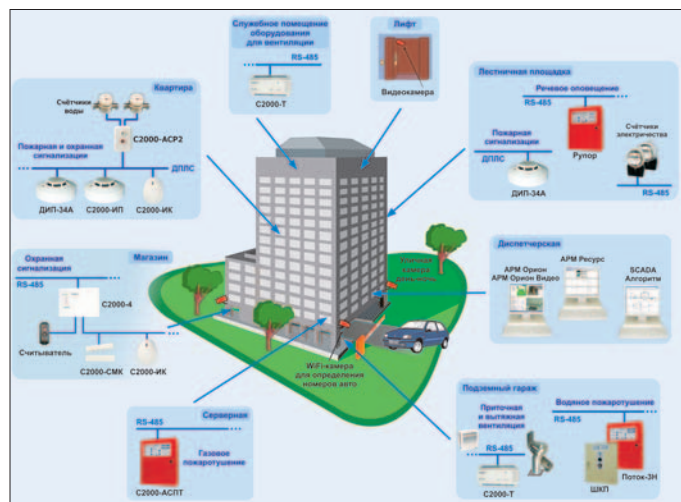 Служебное помещение
оборудования
для вентиляции
RS-485
С2000-Т
Лифт
Видеокамера
Лестничная площадка
Речевое оповещение
RS-485
Рупор
Пожарная
сигнализация
ДПЛС
ДИП-34А
Счётчики
электричества
RS-485
Квартира
Счётчики
воды
С2000-АСР2
Пожарная и охранная
сигнализация
ДПЛС
ДИП-34А
С2000-ИП
С2000-ИК
Магазин
Охранная
сигнализация
RS-485
С2000-4
Считыватель
С2000-СМК
С2000-ИК
Уличная
камера
день/ночь
Диспетчерская
АРМ Орион
АРМ Орион Видео
АРМ Ресурс
SCADA
Алгоритм
WiFi-камера
для определения
номеров авто
Серверная
RS-485
Газовое
пожаротушение
С2000-АСПТ
Подземный гараж
Приточная
и вытяжная
вентиляция
RS-485
С2000-Т
Водяное пожаротушение
RS-485
ШКП
Поток-3Н